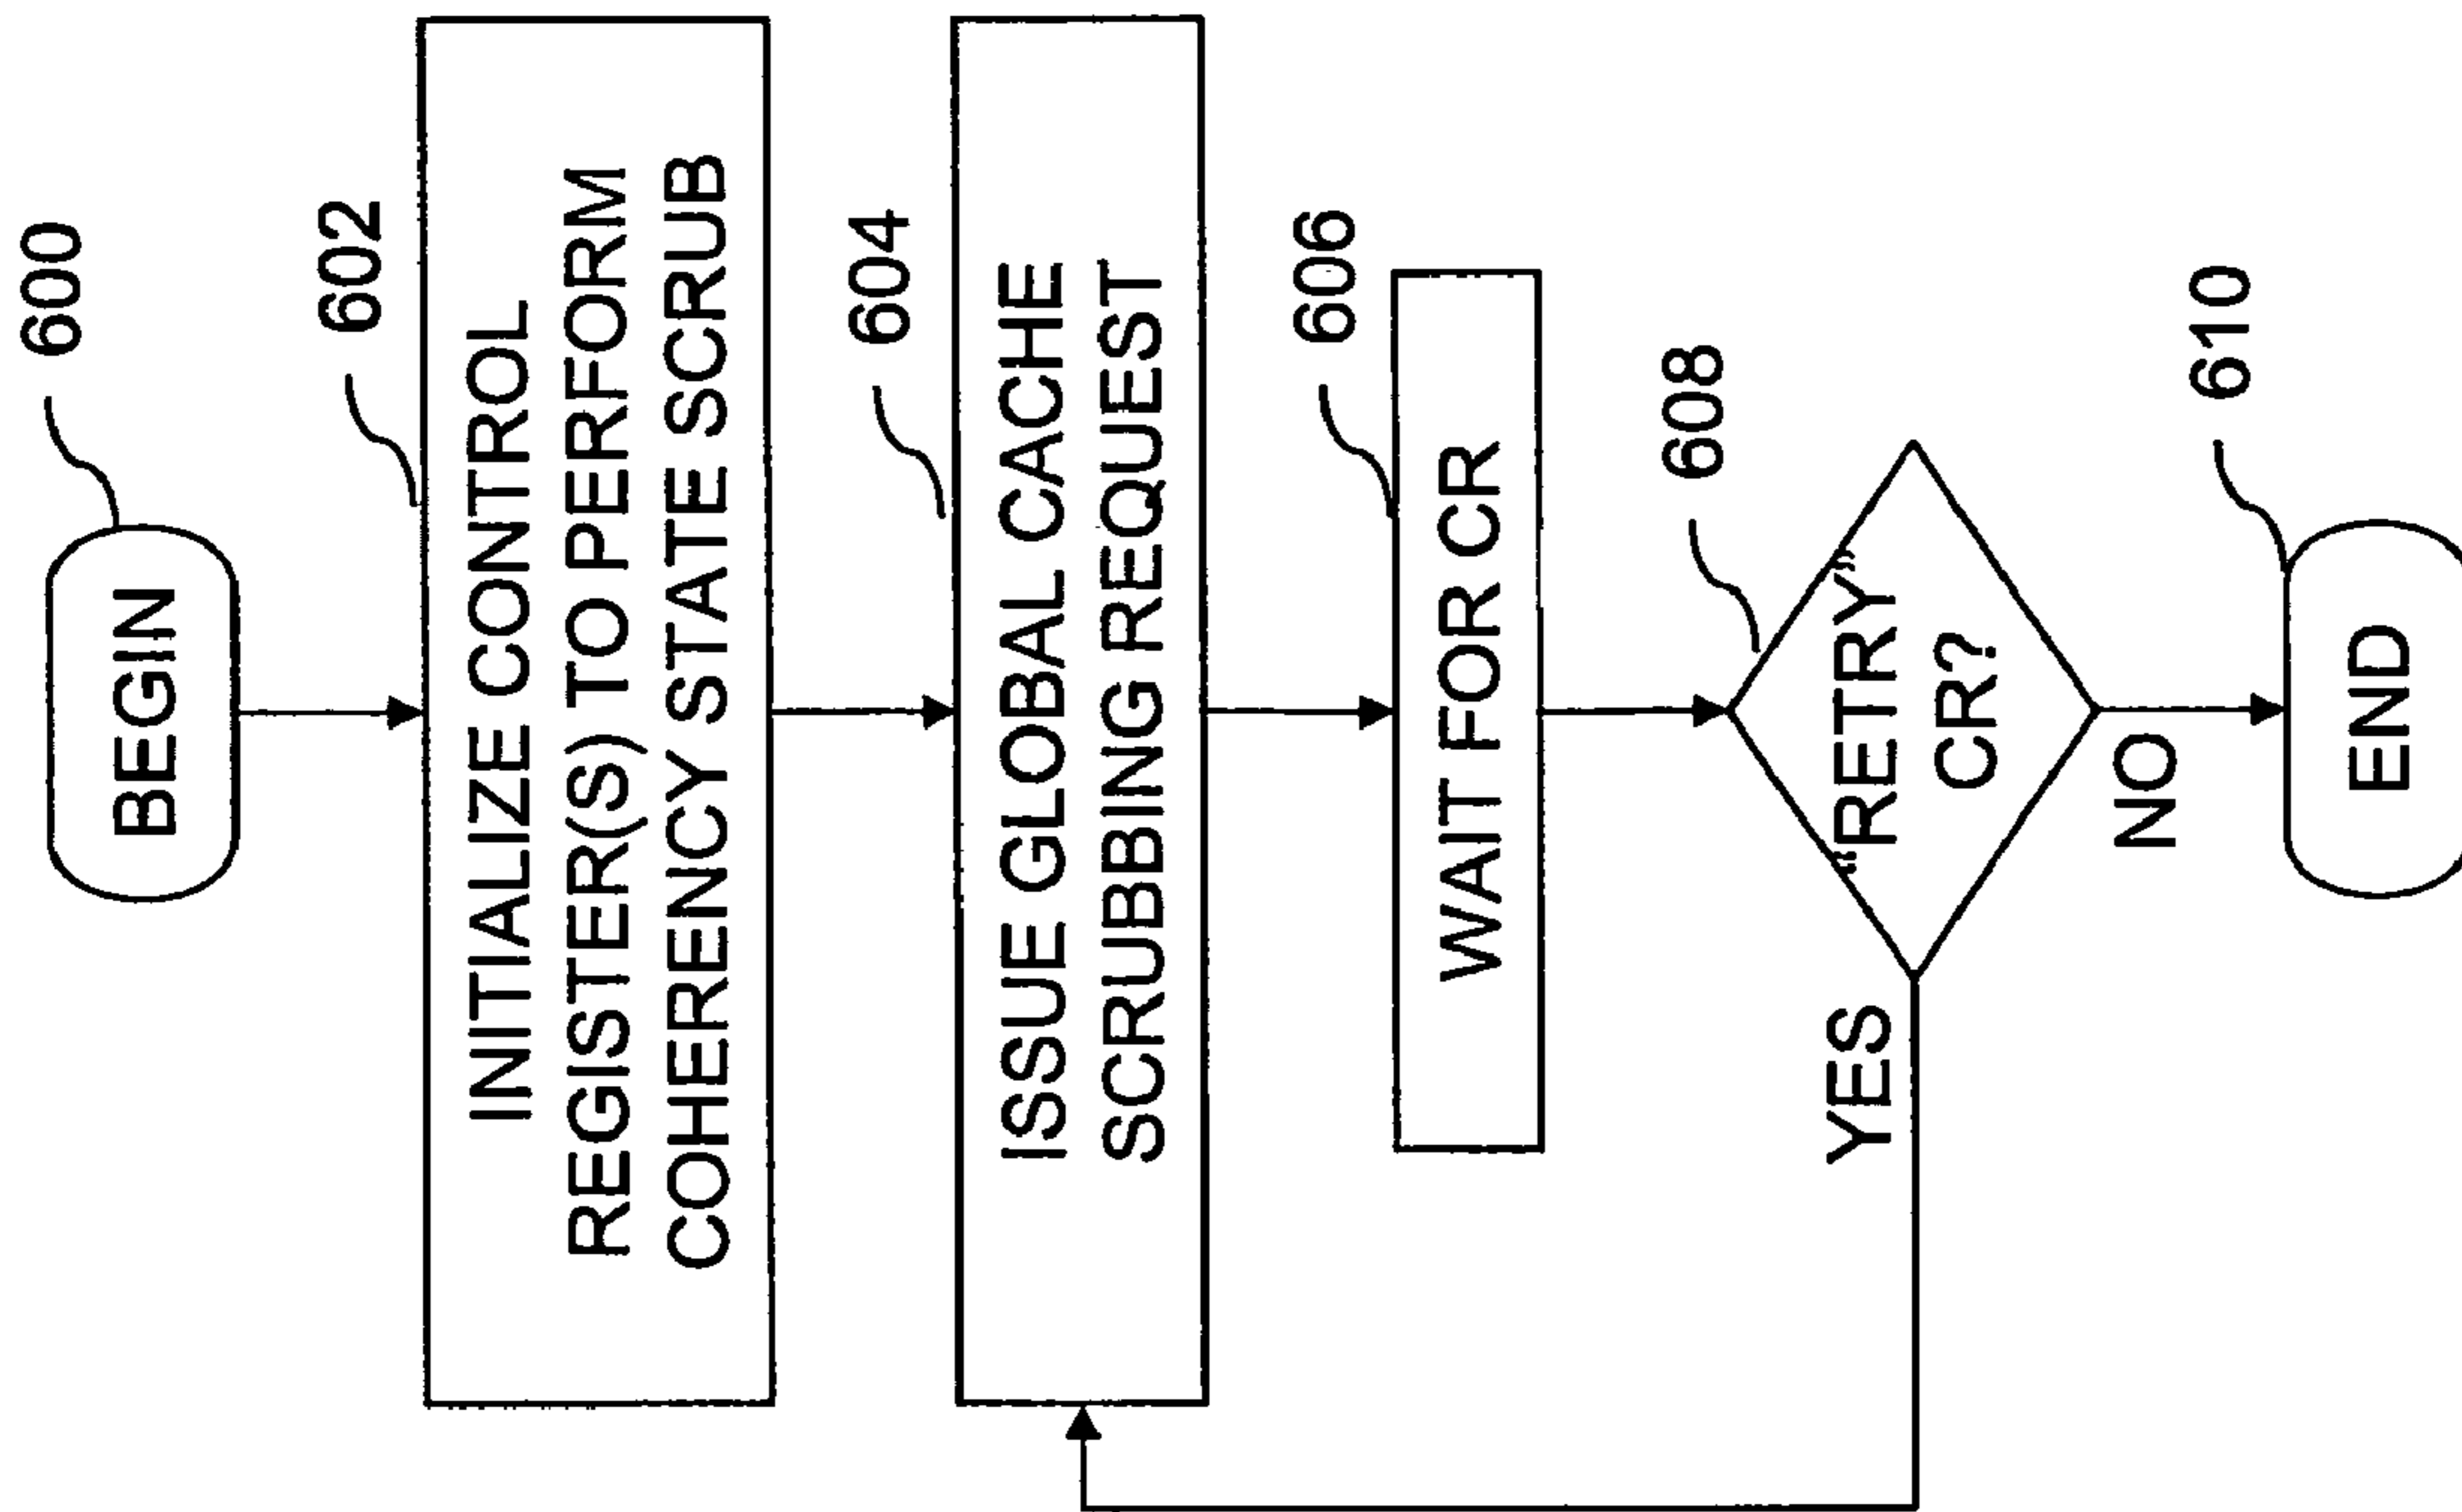 600
BEGIN
602
INITIALIZE CONTROL
REGISTER(S) TO PERFORM
COHERENCY STATE SCRUB
604
ISSUE GLOBAL CACHE
SCRUBBING REQUEST
606
WAIT FOR CR
608
“RETRY”
CR?
YES
NO
610
END